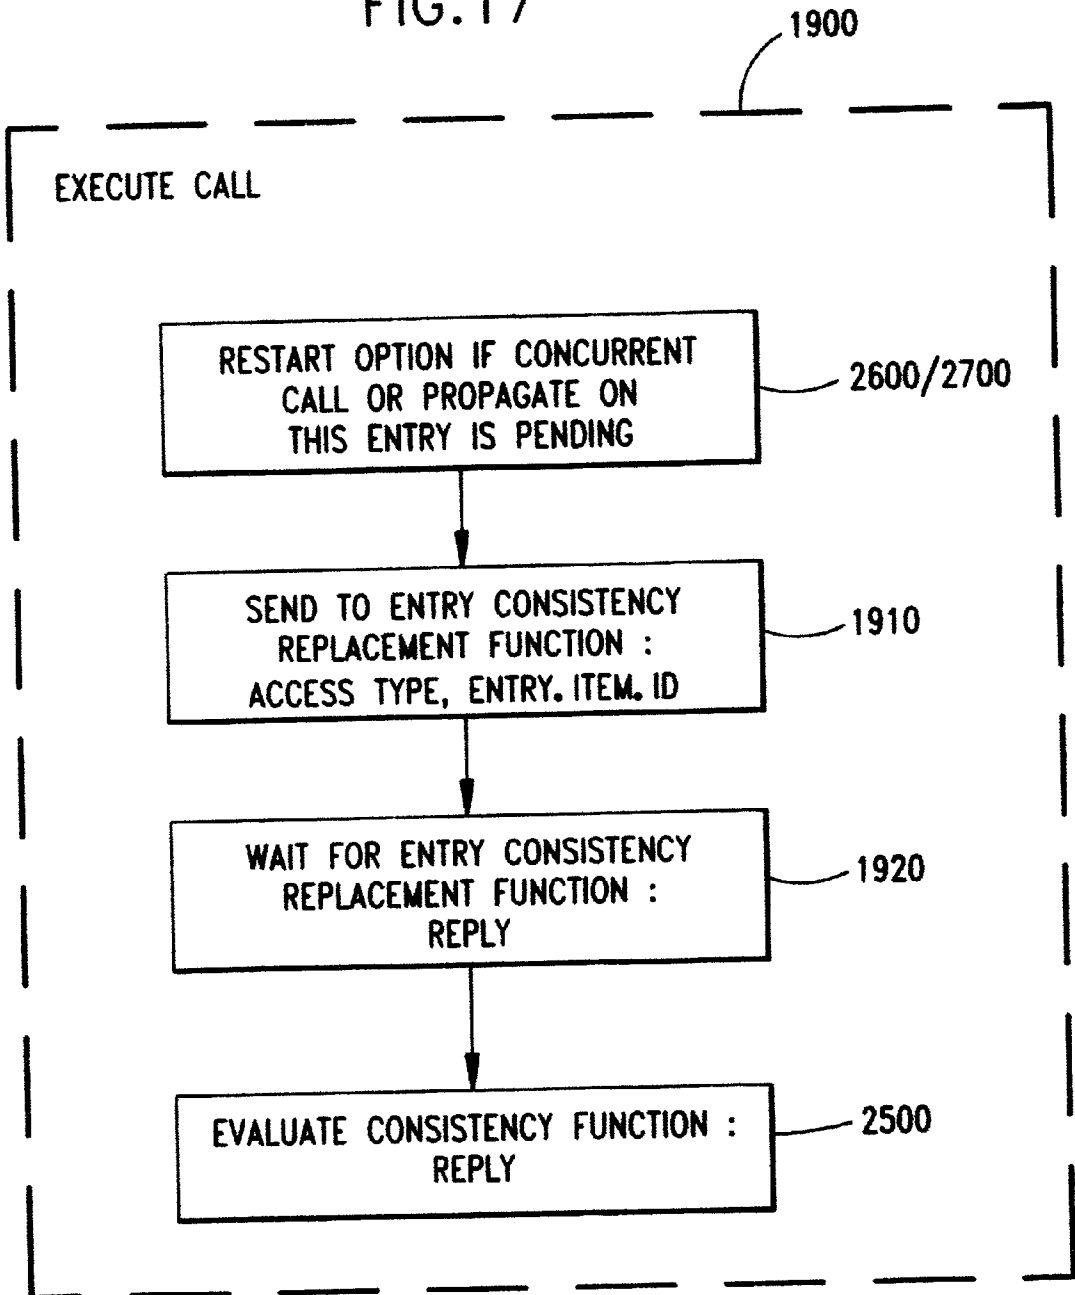 FIG. 17
1900
EXECUTE CALL
RESTART OPTION IF CONCURRENT
CALL OR PROPAGATE ON
THIS ENTRY IS PENDING
2600/2700
SEND TO ENTRY CONSISTENCY
REPLACEMENT FUNCTION :
ACCESS TYPE, ENTRY. ITEM. ID
1910
WAIT FOR ENTRY CONSISTENCY
REPLACEMENT FUNCTION :
REPLY
1920
EVALUATE CONSISTENCY FUNCTION :
REPLY
2500